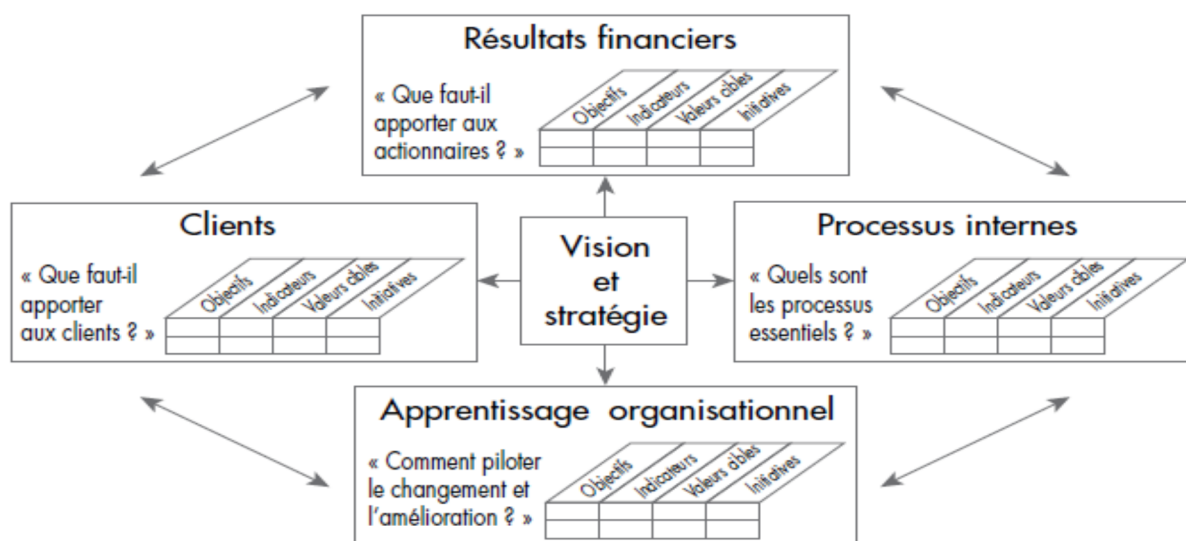 Résultats financiers
« Que faut-il
apporter aux
actionnaires ? »
Objectifs
Indicateurs
Valeurs cibles
Initiatives
Clients
« Que faut-il
apporter
aux clients ? »
Objectifs
Indicateurs
Valeurs cibles
Initiatives
Vision
et
stratégie
Processus internes
« Quels sont
les processus
essentiels ? »
Objectifs
Indicateurs
Valeurs cibles
Initiatives
Apprentissage organisationnel
« Comment piloter
le changement et
l’amélioration ? »
Objectifs
Indicateurs
Valeurs cibles
Initiatives